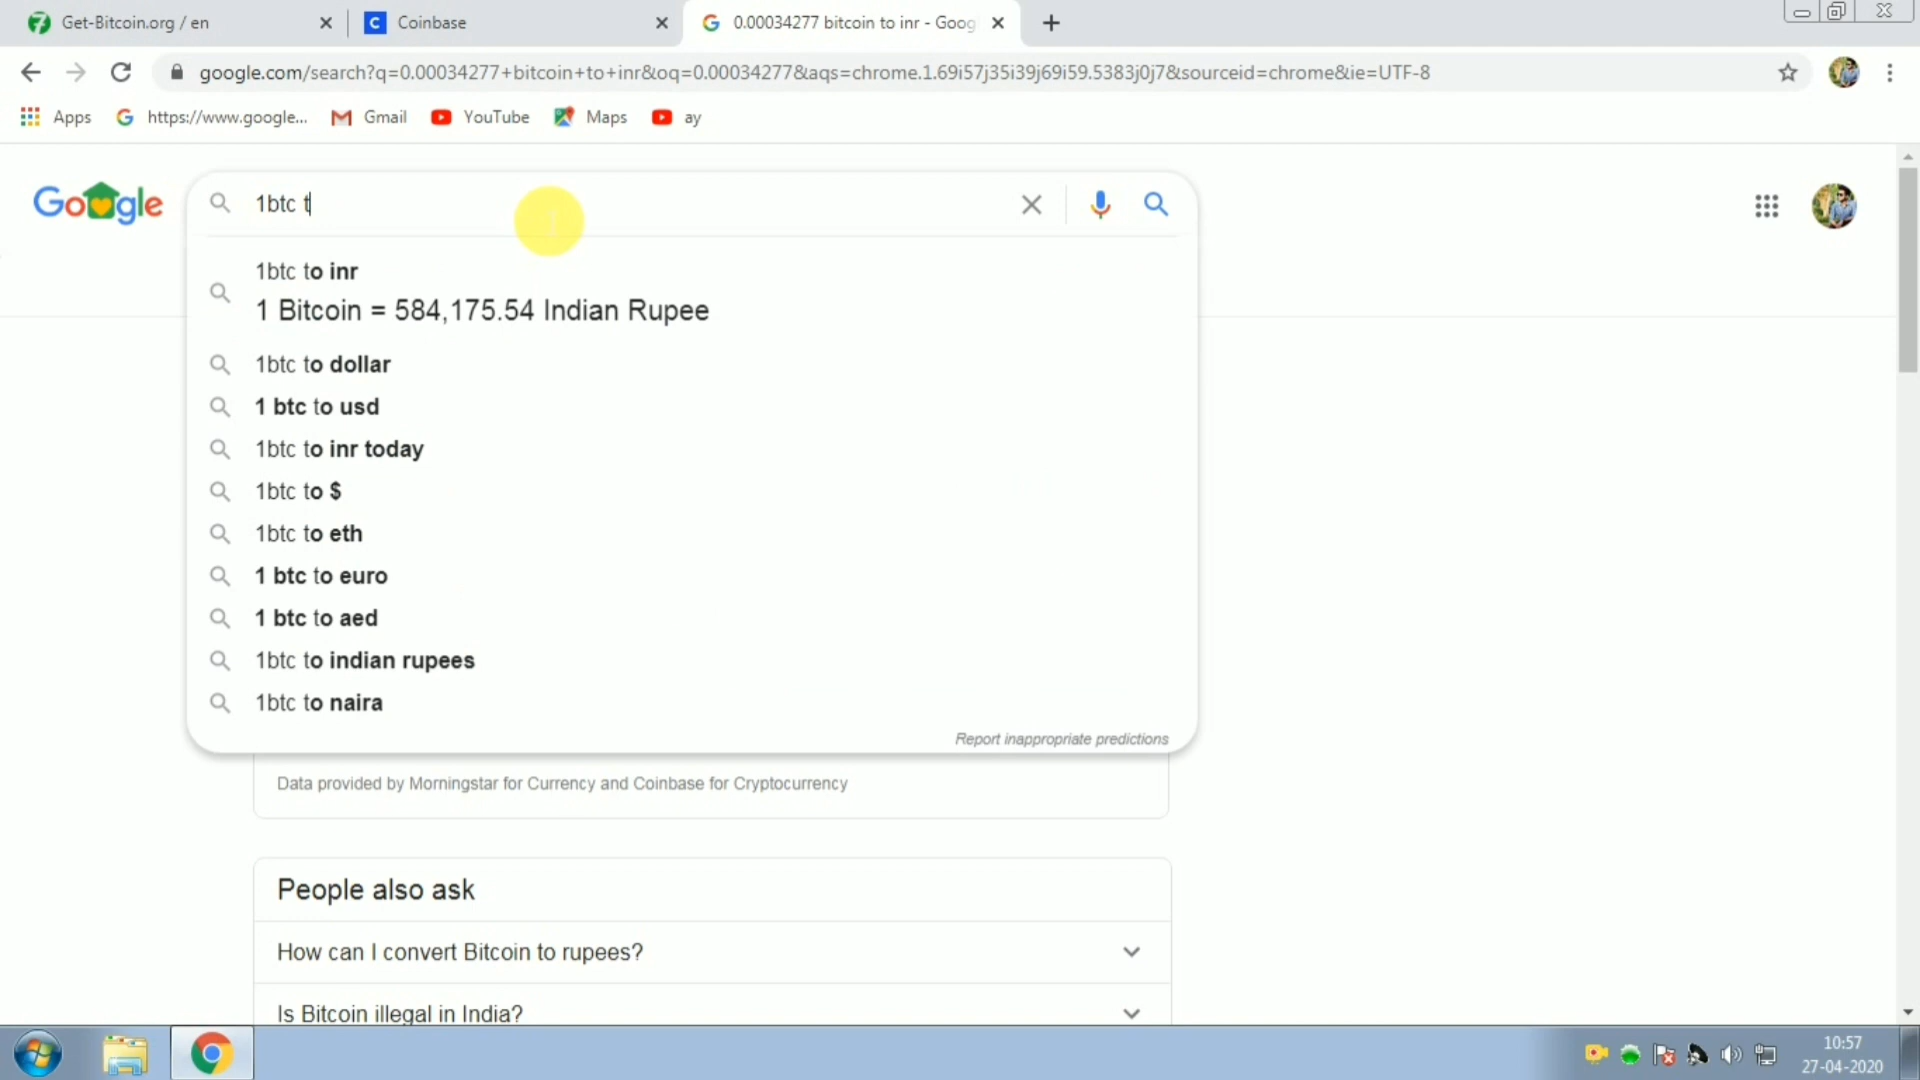 Get-Bitcoin.org / en
Coinbase
0.00034277 bitcoin to inr - Goog
google.com/search?q=0.00034277+bitcoin+to+inr&oq=0.00034277&aqs=chrome.1.69i57j35i39j69i59.5383j0j7&sourceid=chrome&ie=UTF-8
Apps
https://www.google...
Gmail
YouTube
Maps
ay
Google
1btc t
1btc to inr
1 Bitcoin = 584,175.54 Indian Rupee
1btc to dollar
1 btc to usd
1btc to inr today
1btc to $
1btc to eth
1 btc to euro
1 btc to aed
1btc to indian rupees
1btc to naira
Report inappropriate predictions
Data provided by Morningstar for Currency and Coinbase for Cryptocurrency
People also ask
How can I convert Bitcoin to rupees?
Is Bitcoin illegal in India?
10:57
27-04-2020